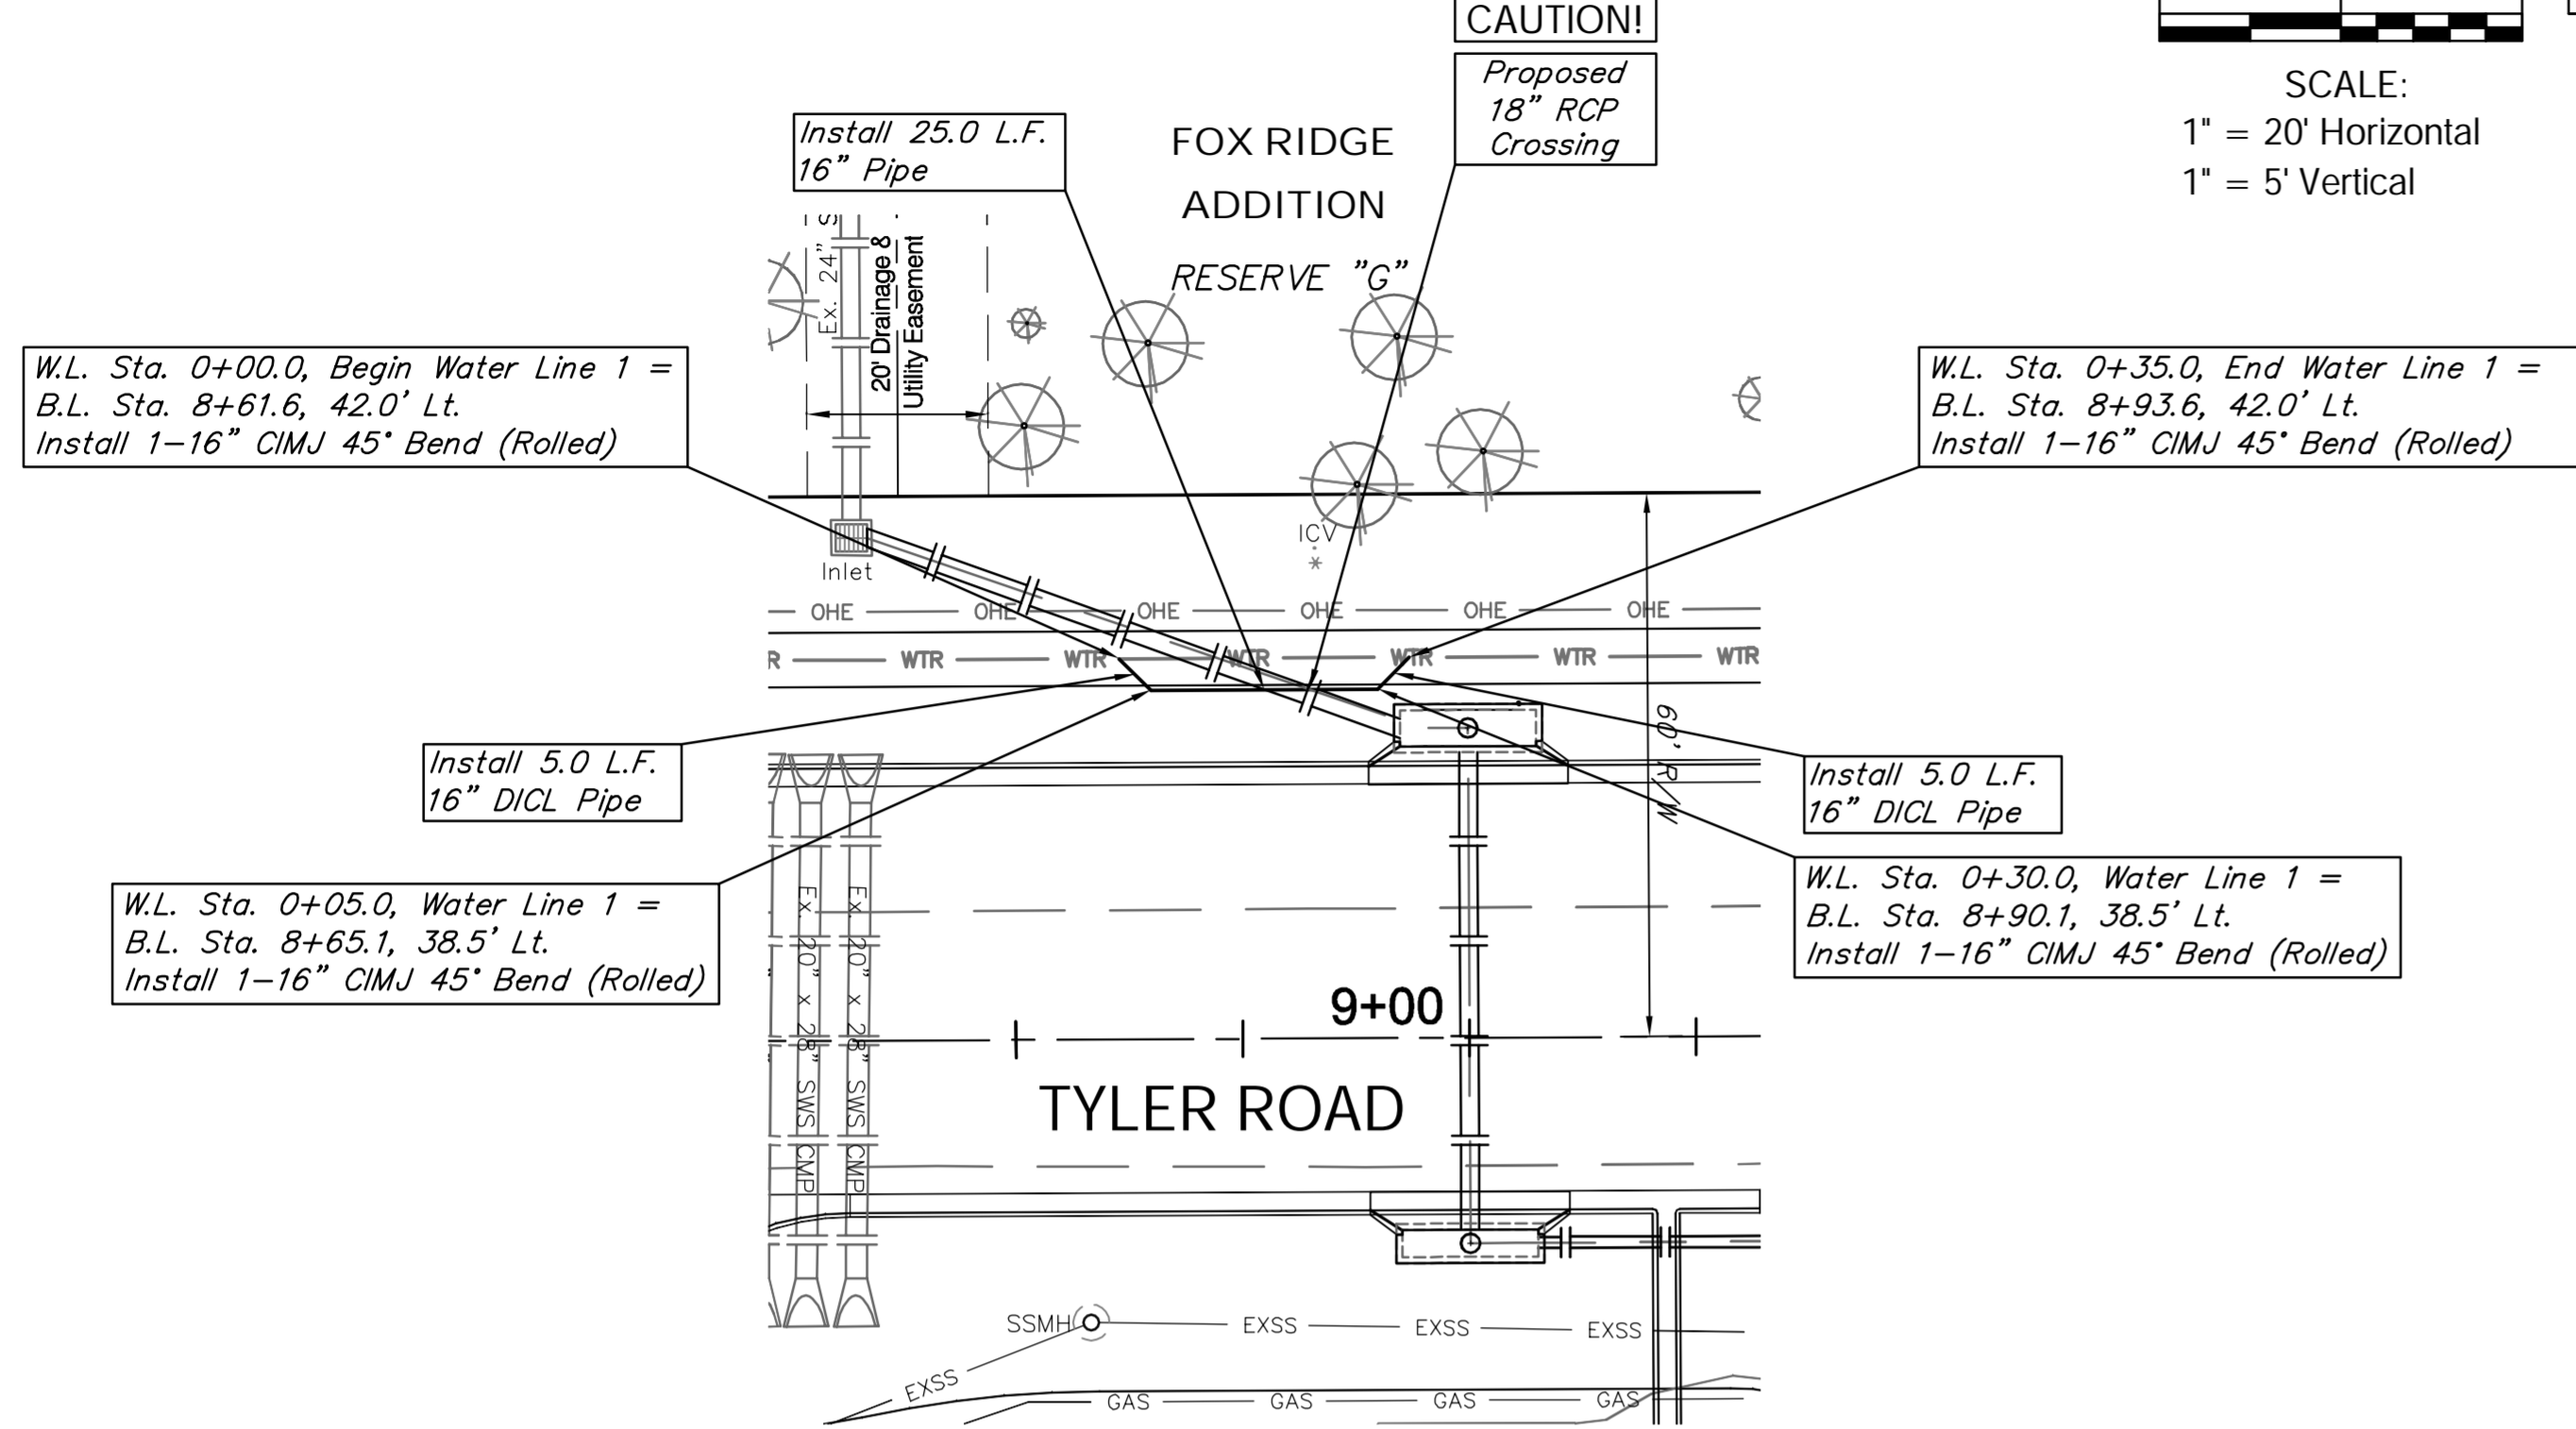 CAUTION!
Proposed
18" RCP
Crossing
SCALE:
1" = 20' Horizontal
1" = 5' Vertical
Install 25.0 L.F.
16" Pipe
FOX RIDGE
ADDITION
RESERVE "G"
Ex. 24" S
20' Drainage &
Utility Easement
W.L. Sta. 0+00.0, Begin Water Line 1 =
B.L. Sta. 8+61.6, 42.0' Lt.
Install 1-16" CIMJ 45° Bend (Rolled)
W.L. Sta. 0+35.0, End Water Line 1 =
B.L. Sta. 8+93.6, 42.0' Lt.
Install 1-16" CIMJ 45° Bend (Rolled)
ICV
Inlet
OHE OHE OHE OHE OHE OHE
R WTR WTR WTR WTR WTR WTR
60' R/W
Install 5.0 L.F.
16" DICL Pipe
Install 5.0 L.F.
16" DICL Pipe
W.L. Sta. 0+05.0, Water Line 1 =
B.L. Sta. 8+65.1, 38.5' Lt.
Install 1-16" CIMJ 45° Bend (Rolled)
W.L. Sta. 0+30.0, Water Line 1 =
B.L. Sta. 8+90.1, 38.5' Lt.
Install 1-16" CIMJ 45° Bend (Rolled)
Ex. 20" x 28" SWS CMP
Ex. 20" x 28" SWS CMP
9+00
TYLER ROAD
SSMH
EXSS EXSS EXSS
EXSS
GAS GAS GAS GAS